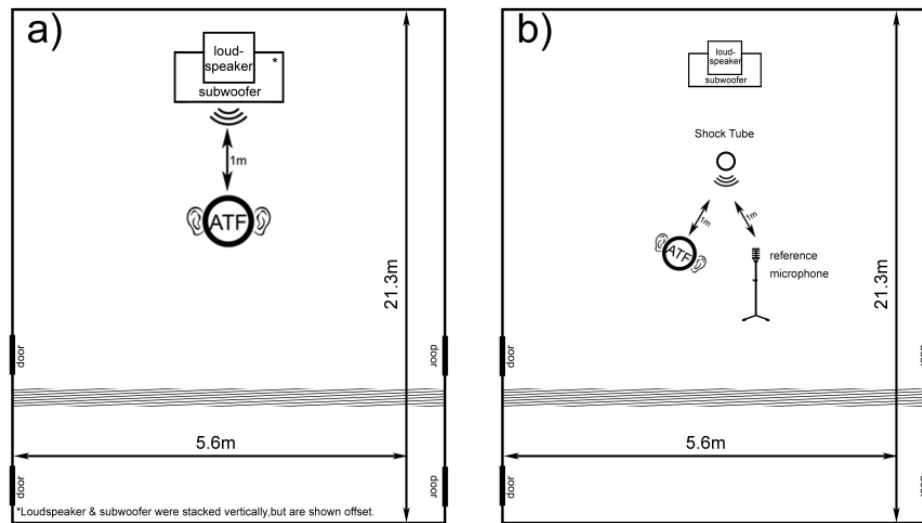 a)
loud-
speaker
*
subwoofer
1m
ATF
21.3m
door
door
5.6m
door
door
*Loudspeaker & subwoofer were stacked vertically,but are shown offset.
b)
loud-
speaker
subwoofer
Shock Tube
1m
1m
ATF
reference
microphone
21.3m
door
door
5.6m
door
door